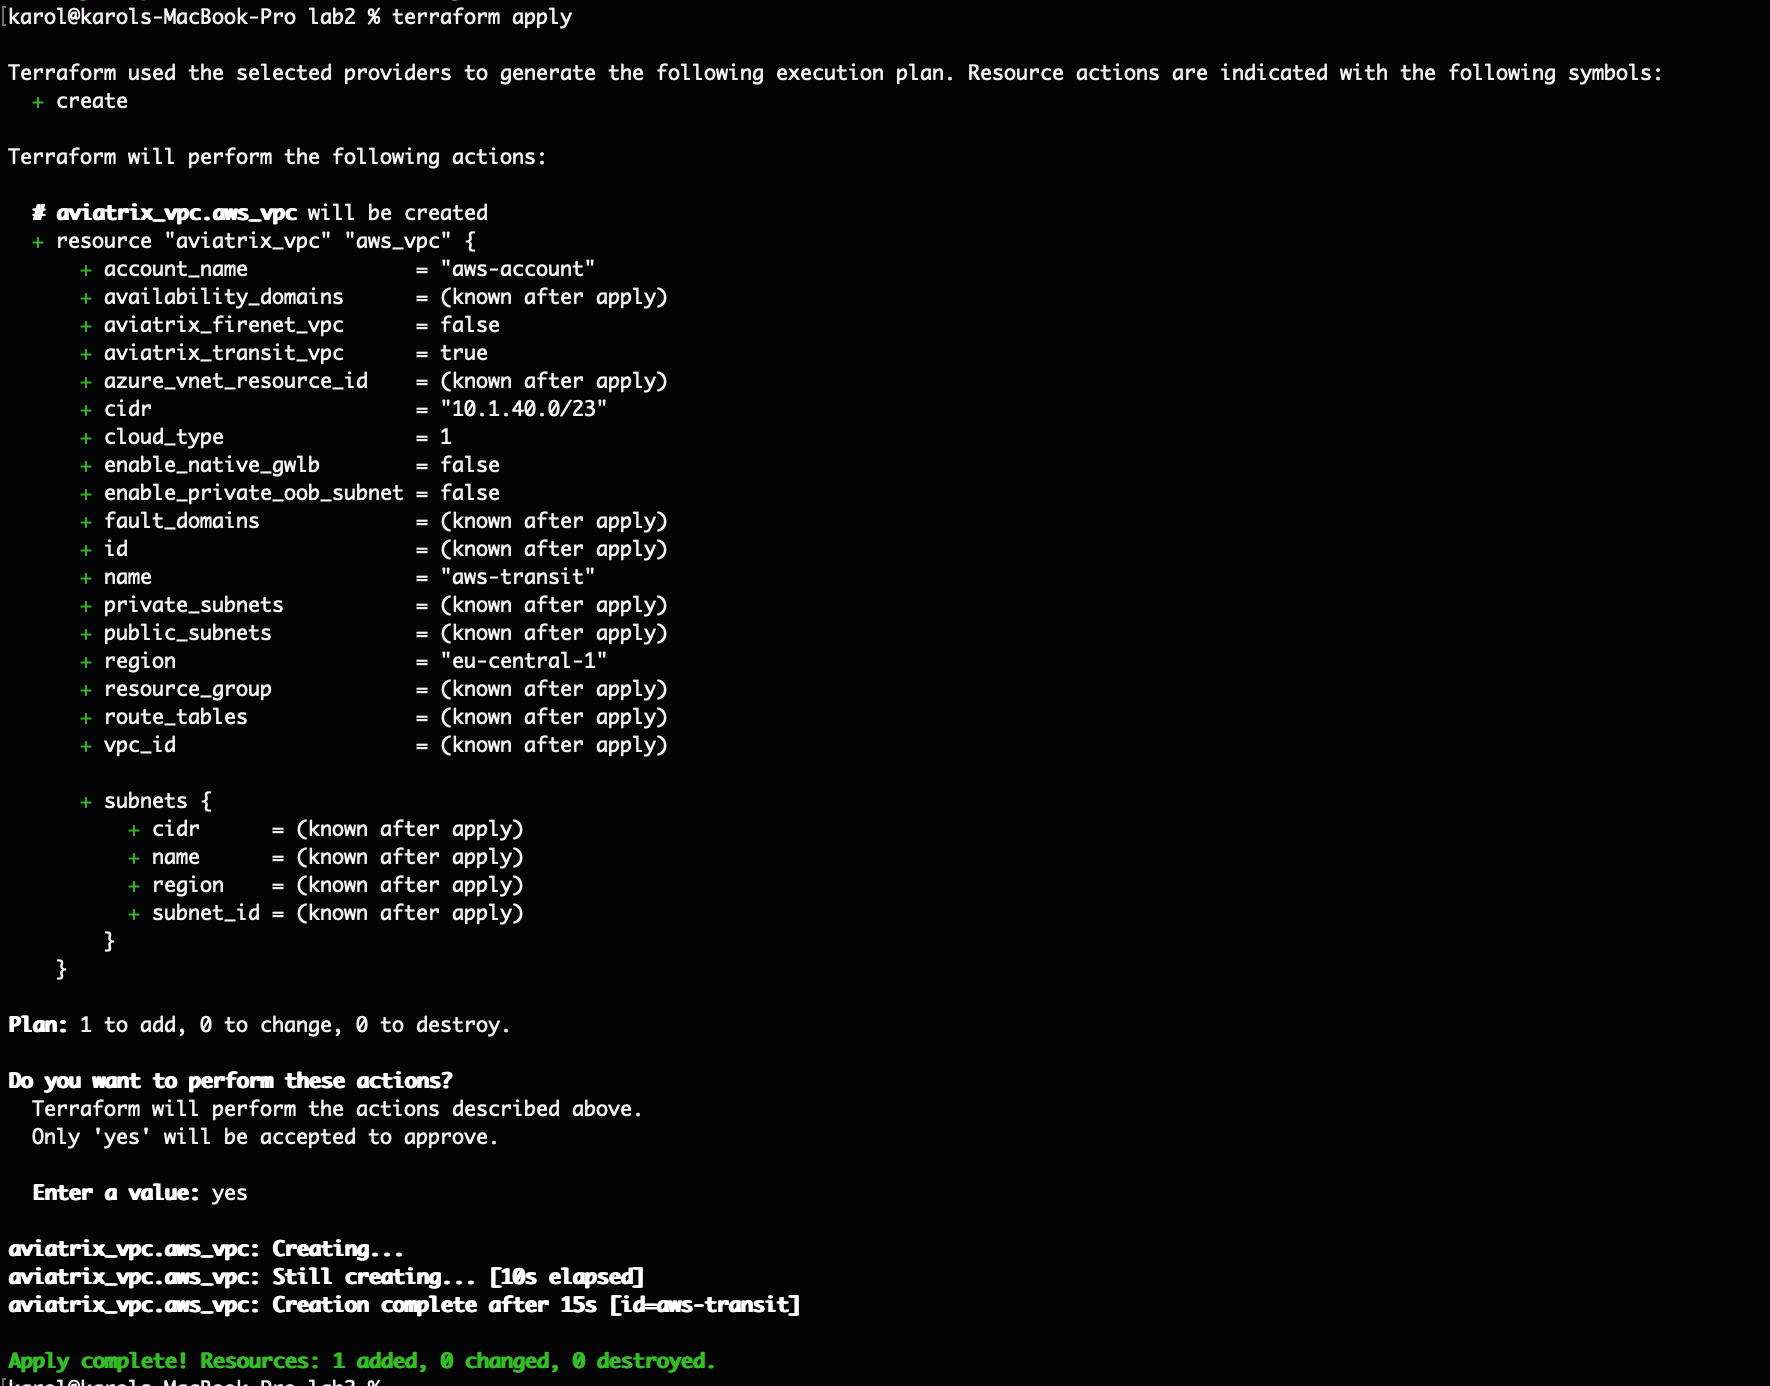 karol@karols-MacBook-Pro lab2 % terraform apply
Terraform used the selected providers to generate the following execution plan. Resource actions are indicated with the following symbols:
  + create
Terraform will perform the following actions:
  # aviatrix_vpc.aws_vpc will be created
  + resource "aviatrix_vpc" "aws_vpc" {
      + account_name              = "aws-account"
      + availability_domains      = (known after apply)
      + aviatrix_firenet_vpc      = false
      + aviatrix_transit_vpc      = true
      + azure_vnet_resource_id    = (known after apply)
      + cidr                      = "10.1.40.0/23"
      + cloud_type                = 1
      + enable_native_gwlb        = false
      + enable_private_oob_subnet = false
      + fault_domains             = (known after apply)
      + id                        = (known after apply)
      + name                      = "aws-transit"
      + private_subnets           = (known after apply)
      + public_subnets            = (known after apply)
      + region                    = "eu-central-1"
      + resource_group            = (known after apply)
      + route_tables              = (known after apply)
      + vpc_id                    = (known after apply)
      + subnets {
          + cidr      = (known after apply)
          + name      = (known after apply)
          + region    = (known after apply)
          + subnet_id = (known after apply)
        }
    }
Plan: 1 to add, 0 to change, 0 to destroy.
Do you want to perform these actions?
  Terraform will perform the actions described above.
  Only 'yes' will be accepted to approve.
  Enter a value: yes
aviatrix_vpc.aws_vpc: Creating...
aviatrix_vpc.aws_vpc: Still creating... [10s elapsed]
aviatrix_vpc.aws_vpc: Creation complete after 15s [id=aws-transit]
Apply complete! Resources: 1 added, 0 changed, 0 destroyed.
karol@karols-MacBook-Pro lab2 %